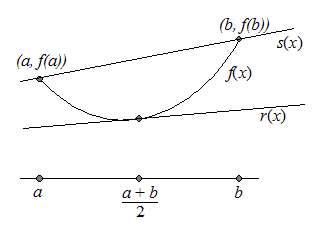 (b, f(b))
s(x)
(a, f(a))
f(x)
r(x)
a
a + b
2
b